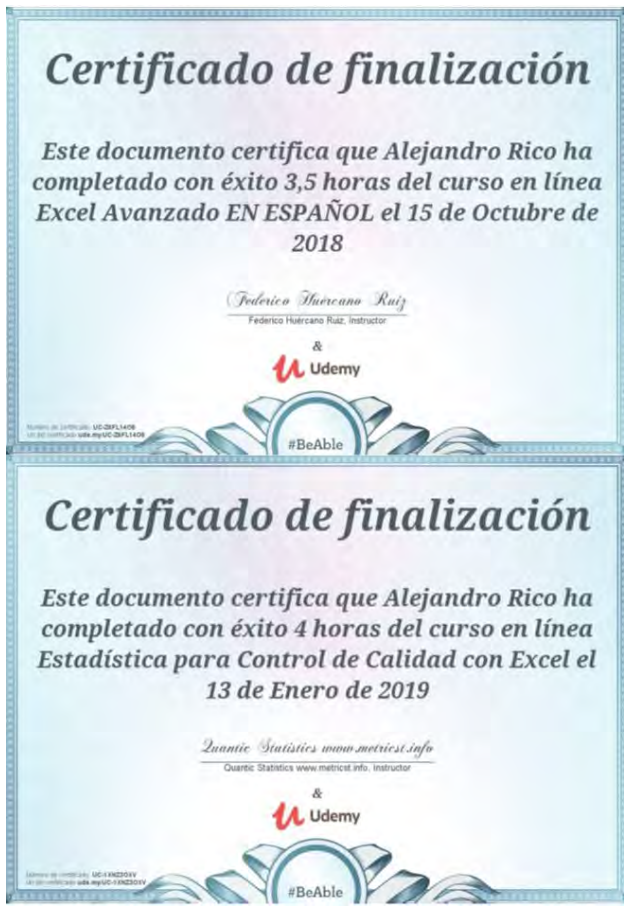 Certificado de finalización
Este documento certifica que Alejandro Rico ha
completado con éxito 3,5 horas del curso en línea
Excel Avanzado EN ESPAÑOL el 15 de Octubre de
2018
Federico Huércano Ruiz
Federico Huércano Ruiz, Instructor
&
Udemy
#BeAble
Certificado de finalización
Este documento certifica que Alejandro Rico ha
completado con éxito 4 horas del curso en línea
Estadística para Control de Calidad con Excel el
13 de Enero de 2019
Quantic Statistics www.metricst.info
Quantic Statistics www.metricst.info, Instructor
&
Udemy
#BeAble